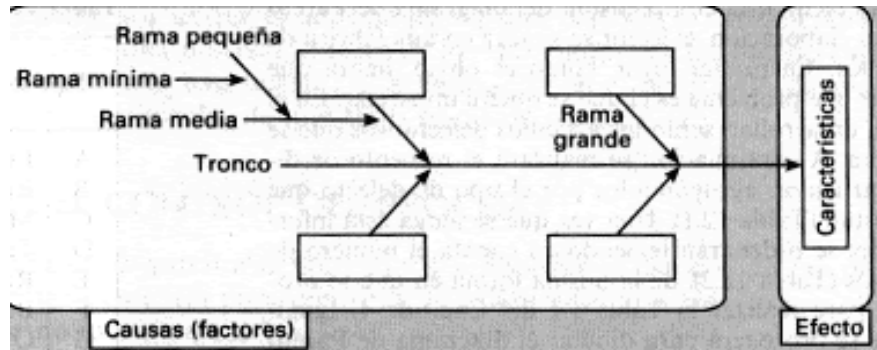 Rama pequeña
Rama mínima
Rama media
Rama
grande
Tronco
Características
Causas (factores)
Efecto